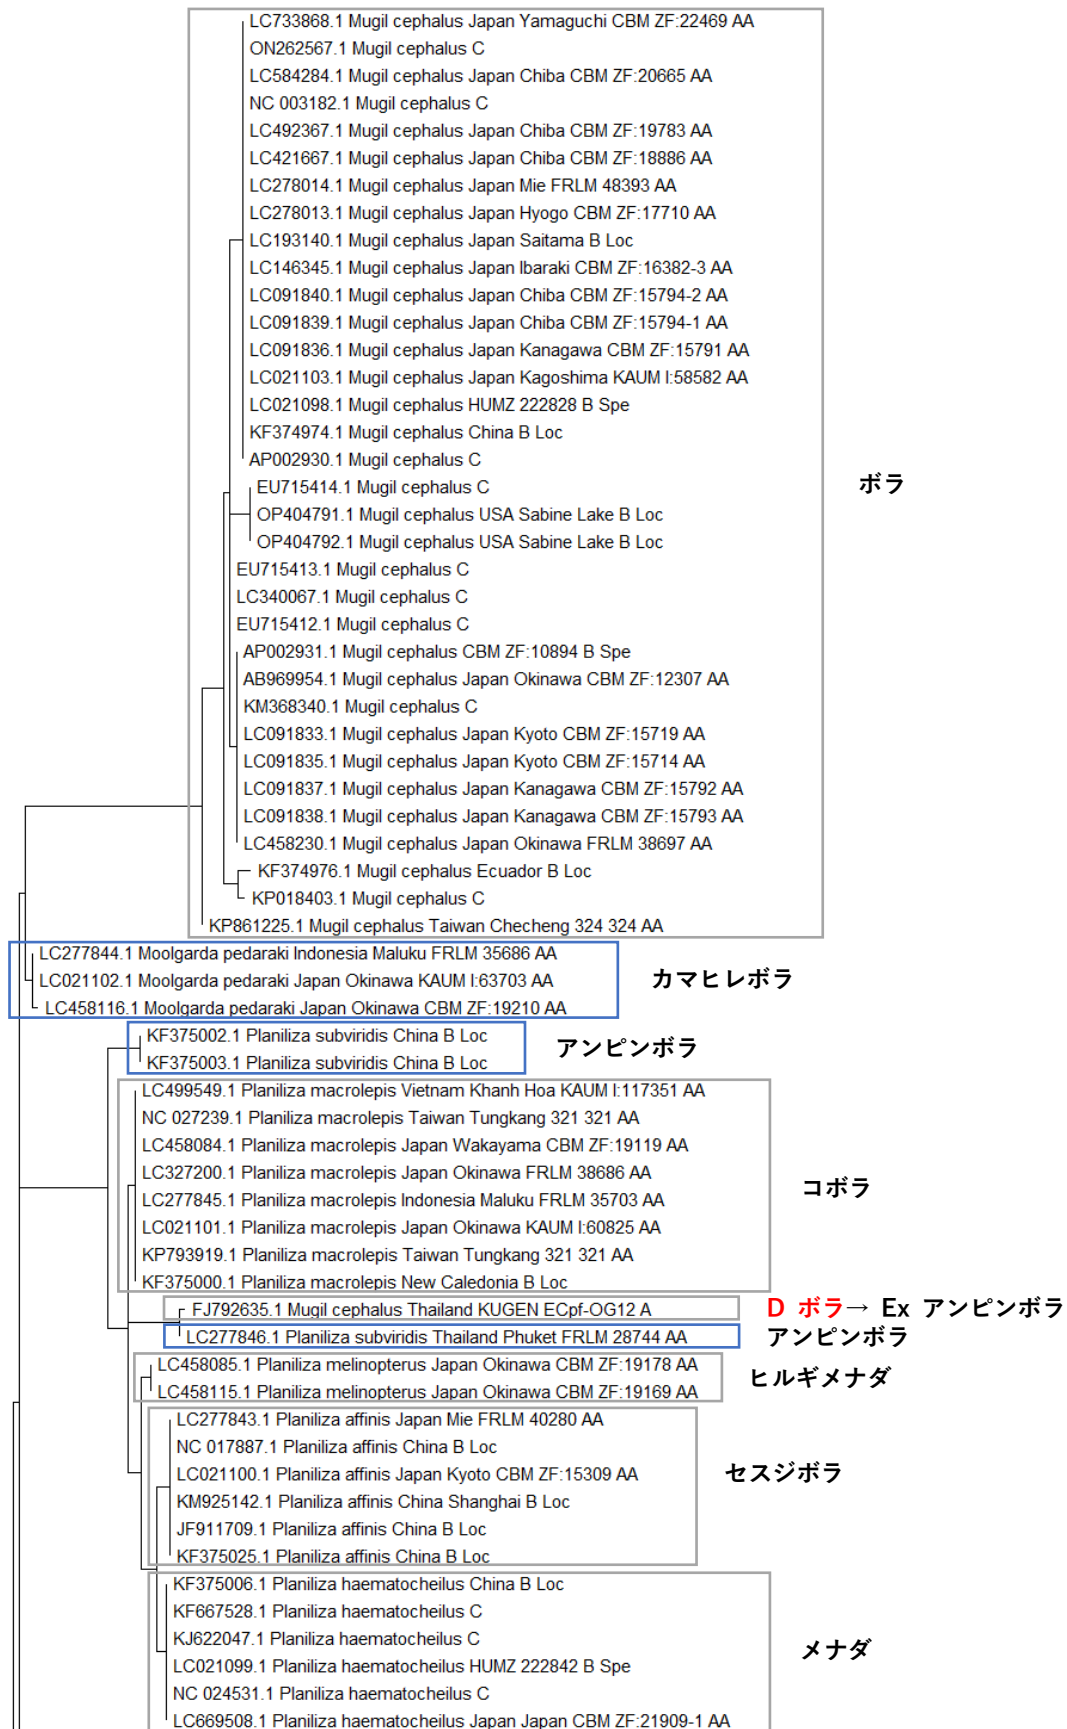 LC733868.1 Mugil cephalus Japan Yamaguchi CBM ZF:22469 AA
ON262567.1 Mugil cephalus C
LC584284.1 Mugil cephalus Japan Chiba CBM ZF:20665 AA
NC 003182.1 Mugil cephalus C
LC492367.1 Mugil cephalus Japan Chiba CBM ZF:19783 AA
LC421667.1 Mugil cephalus Japan Chiba CBM ZF:18886 AA
LC278014.1 Mugil cephalus Japan Mie FRLM 48393 AA
LC278013.1 Mugil cephalus Japan Hyogo CBM ZF:17710 AA
LC193140.1 Mugil cephalus Japan Saitama B Loc
LC146345.1 Mugil cephalus Japan Ibaraki CBM ZF:16382-3 AA
LC091840.1 Mugil cephalus Japan Chiba CBM ZF:15794-2 AA
LC091839.1 Mugil cephalus Japan Chiba CBM ZF:15794-1 AA
LC091836.1 Mugil cephalus Japan Kanagawa CBM ZF:15791 AA
LC021103.1 Mugil cephalus Japan Kagoshima KAUM I:58582 AA
LC021098.1 Mugil cephalus HUMZ 222828 B Spe
KF374974.1 Mugil cephalus China B Loc
AP002930.1 Mugil cephalus C
EU715414.1 Mugil cephalus C
ボラ
OP404791.1 Mugil cephalus USA Sabine Lake B Loc
OP404792.1 Mugil cephalus USA Sabine Lake B Loc
EU715413.1 Mugil cephalus C
LC340067.1 Mugil cephalus C
EU715412.1 Mugil cephalus C
AP002931.1 Mugil cephalus CBM ZF:10894 B Spe
AB969954.1 Mugil cephalus Japan Okinawa CBM ZF:12307 AA
KM368340.1 Mugil cephalus C
LC091833.1 Mugil cephalus Japan Kyoto CBM ZF:15719 AA
LC091835.1 Mugil cephalus Japan Kyoto CBM ZF:15714 AA
LC091837.1 Mugil cephalus Japan Kanagawa CBM ZF:15792 AA
LC091838.1 Mugil cephalus Japan Kanagawa CBM ZF:15793 AA
LC458230.1 Mugil cephalus Japan Okinawa FRLM 38697 AA
KF374976.1 Mugil cephalus Ecuador B Loc
KP018403.1 Mugil cephalus C
KP861225.1 Mugil cephalus Taiwan Checheng 324 324 AA
LC277844.1 Moolgarda pedaraki Indonesia Maluku FRLM 35686 AA
LC021102.1 Moolgarda pedaraki Japan Okinawa KAUM I:63703 AA
カマヒレボラ
LC458116.1 Moolgarda pedaraki Japan Okinawa CBM ZF:19210 AA
KF375002.1 Planiliza subviridis China B Loc
アンピンボラ
KF375003.1 Planiliza subviridis China B Loc
LC499549.1 Planiliza macrolepis Vietnam Khanh Hoa KAUM I:117351 AA
NC 027239.1 Planiliza macrolepis Taiwan Tungkang 321 321 AA
LC458084.1 Planiliza macrolepis Japan Wakayama CBM ZF:19119 AA
LC327200.1 Planiliza macrolepis Japan Okinawa FRLM 38686 AA
コボラ
LC277845.1 Planiliza macrolepis Indonesia Maluku FRLM 35703 AA
LC021101.1 Planiliza macrolepis Japan Okinawa KAUM I:60825 AA
KP793919.1 Planiliza macrolepis Taiwan Tungkang 321 321 AA
KF375000.1 Planiliza macrolepis New Caledonia B Loc
FJ792635.1 Mugil cephalus Thailand KUGEN ECpf-OG12 A
D ボラ→ Ex アンピンボラ
LC277846.1 Planiliza subviridis Thailand Phuket FRLM 28744 AA
アンピンボラ
LC458085.1 Planiliza melinopterus Japan Okinawa CBM ZF:19178 AA
ヒルギメナダ
LC458115.1 Planiliza melinopterus Japan Okinawa CBM ZF:19169 AA
LC277843.1 Planiliza affinis Japan Mie FRLM 40280 AA
NC 017887.1 Planiliza affinis China B Loc
LC021100.1 Planiliza affinis Japan Kyoto CBM ZF:15309 AA
セスジボラ
KM925142.1 Planiliza affinis China Shanghai B Loc
JF911709.1 Planiliza affinis China B Loc
KF375025.1 Planiliza affinis China B Loc
KF375006.1 Planiliza haematocheilus China B Loc
KF667528.1 Planiliza haematocheilus C
KJ622047.1 Planiliza haematocheilus C
メナダ
LC021099.1 Planiliza haematocheilus HUMZ 222842 B Spe
NC 024531.1 Planiliza haematocheilus C
LC669508.1 Planiliza haematocheilus Japan Japan CBM ZF:21909-1 AA